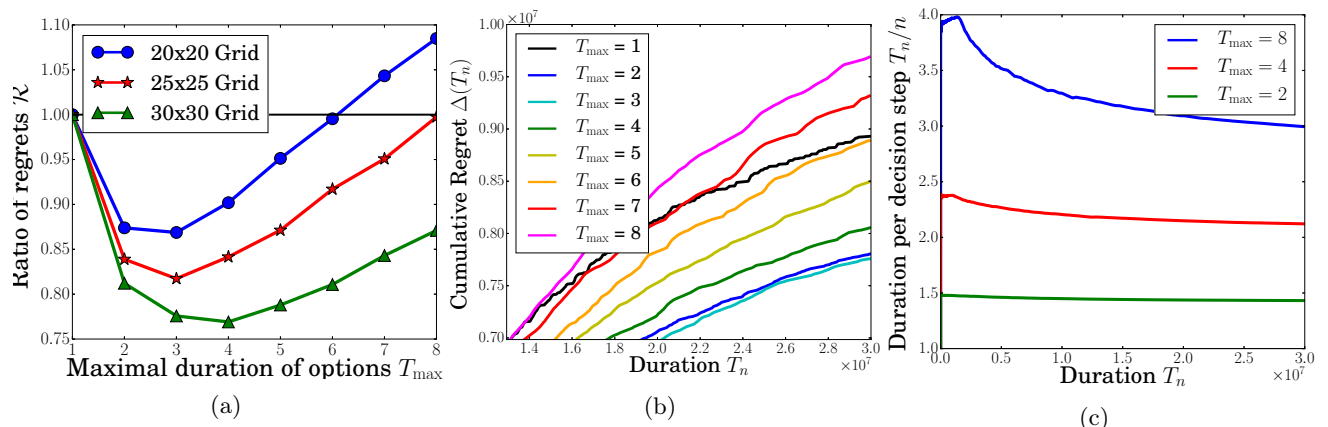 1.10
1.05
1.00
0.95
0.90
0.85
0.80
0.75
Ratio of regrets R
20x20 Grid
25x25 Grid
30x30 Grid
1 2 3 4 5 6 7 8
Maximal duration of options T_max
(a)
1.00 ×10^7
0.95
0.90
0.85
0.80
0.75
0.70
Cumulative Regret Δ(T_n)
T_max = 1
T_max = 2
T_max = 3
T_max = 4
T_max = 5
T_max = 6
T_max = 7
T_max = 8
1.4 1.6 1.8 2.0 2.2 2.4 2.6 2.8 3.0
Duration T_n ×10^7
(b)
4.0
3.5
3.0
2.5
2.0
1.5
1.0
Duration per decision step T_n/n
T_max = 8
T_max = 4
T_max = 2
0.0 0.5 1.0 1.5 2.0 2.5 3.0
Duration T_n ×10^7
(c)